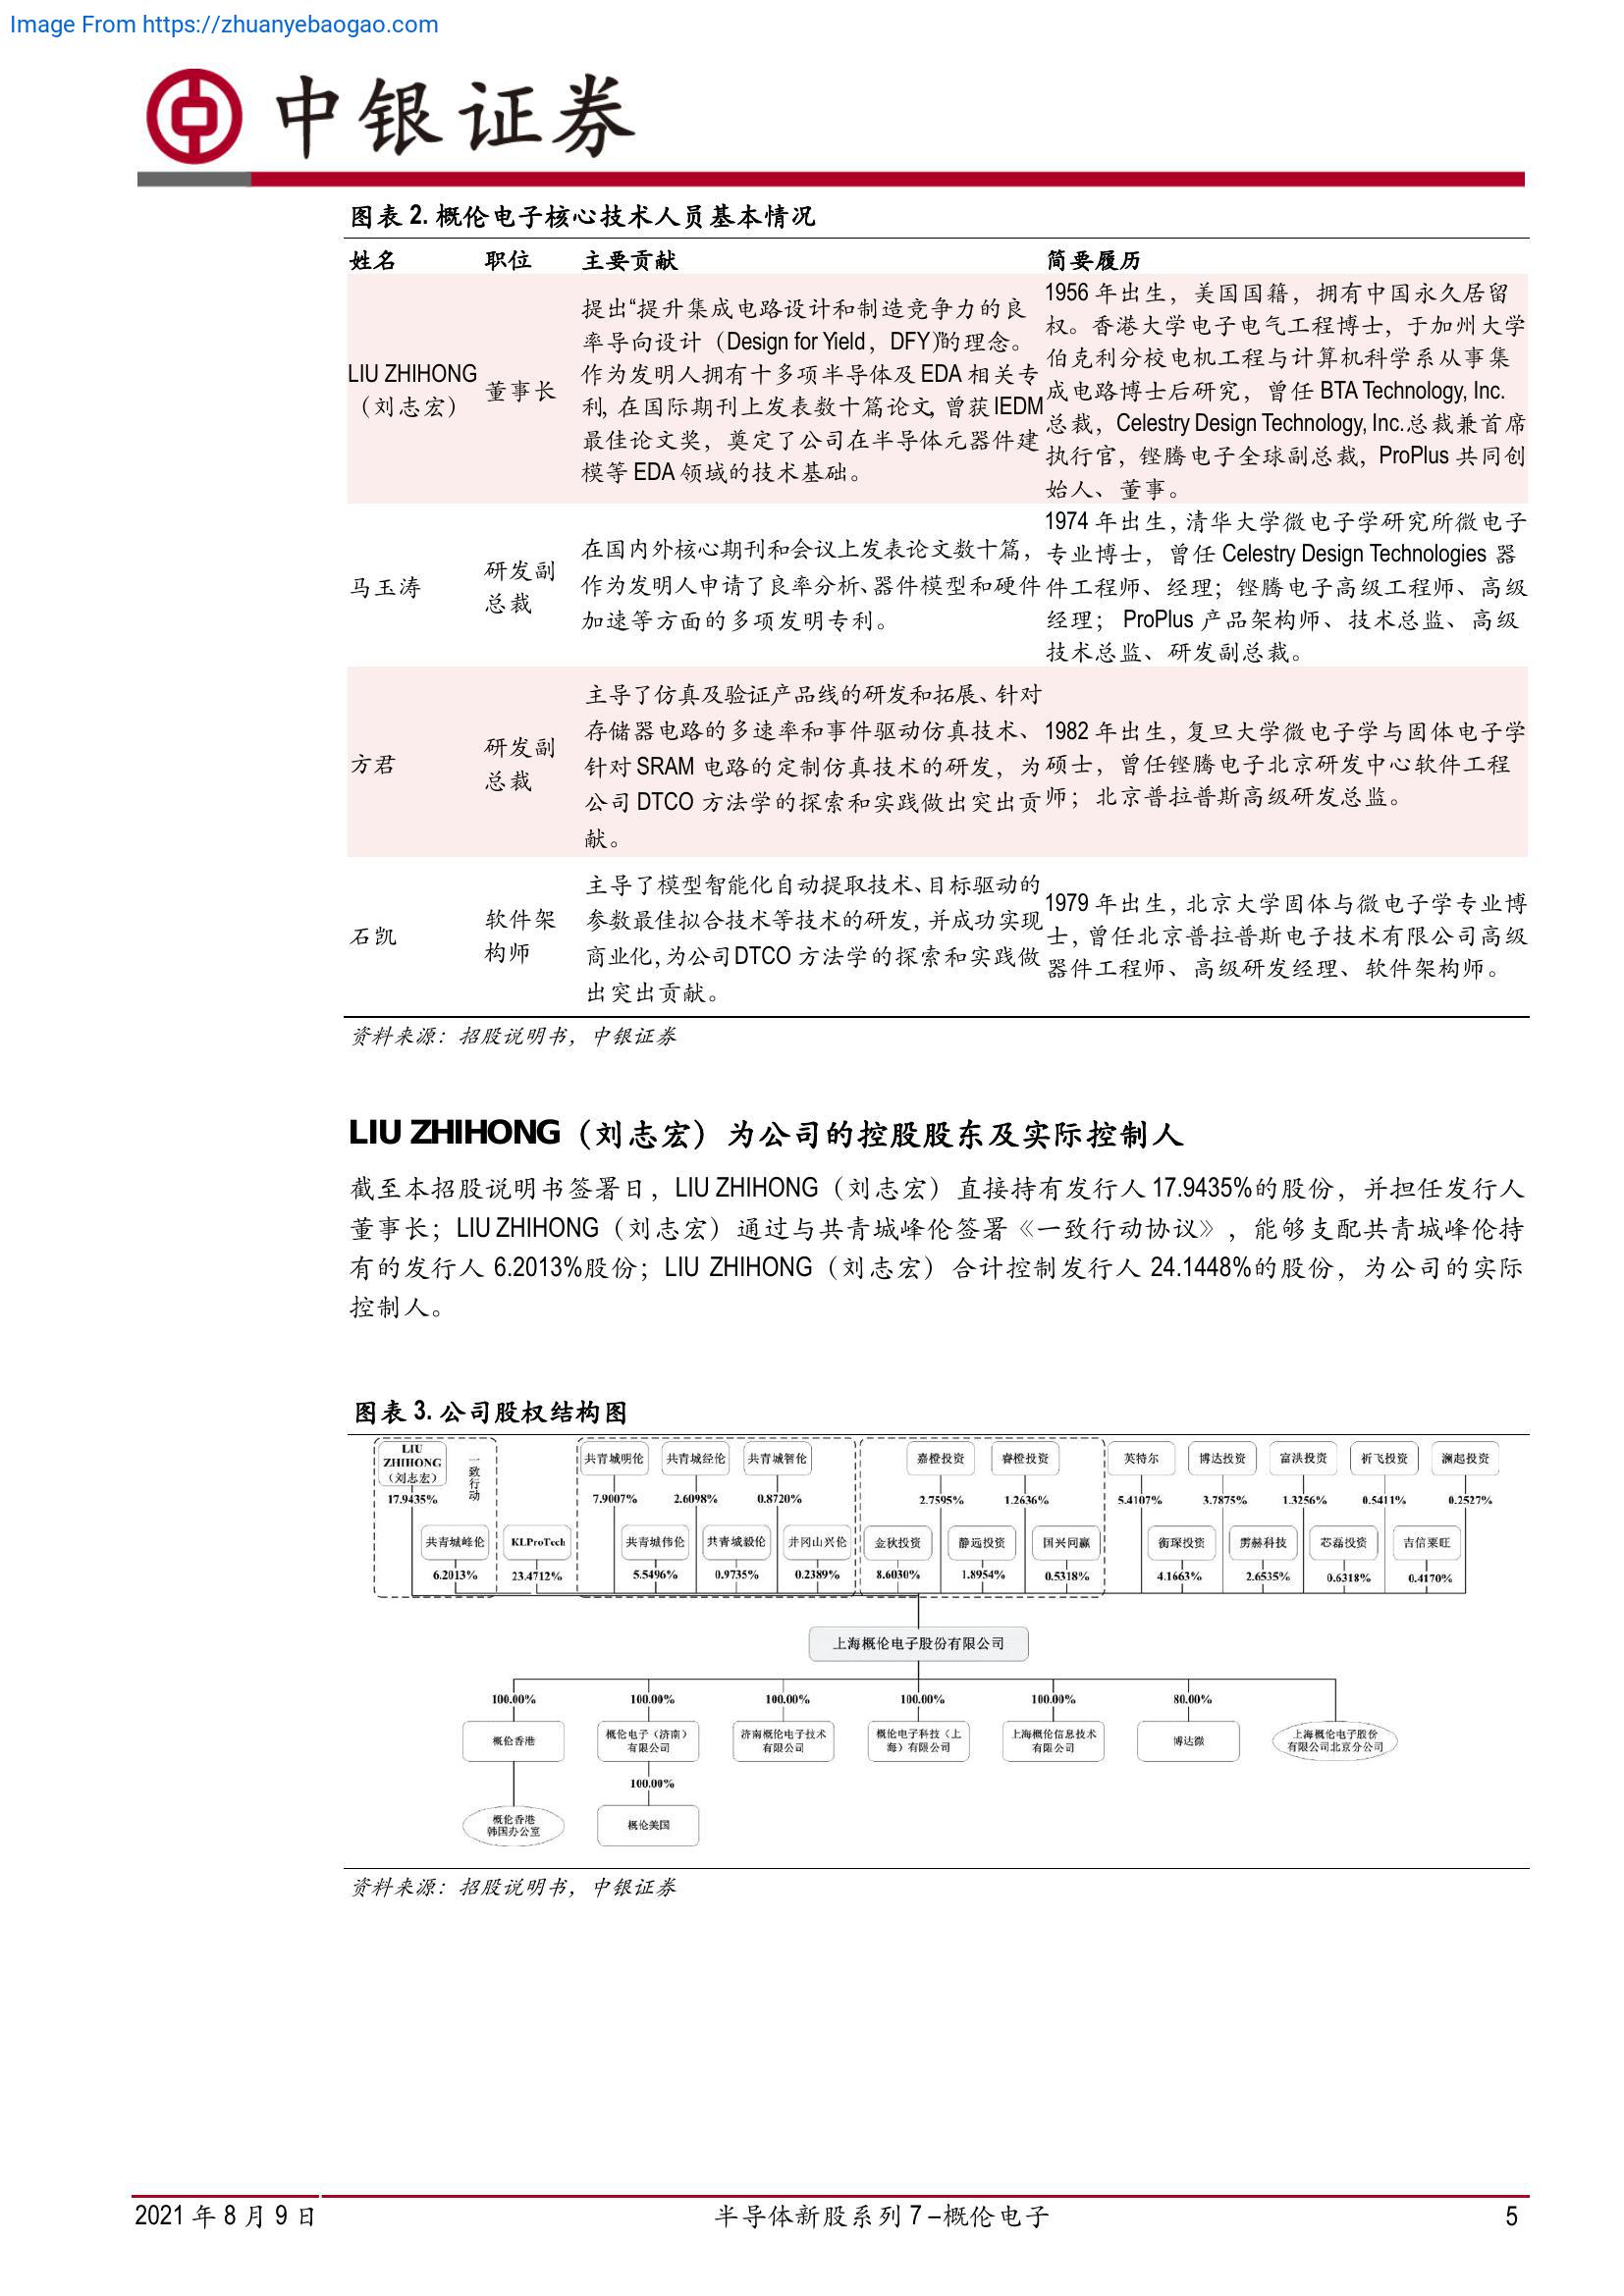 Image From https://zhuanyebaogao.com
中银证券
图表 2. 概伦电子核心技术人员基本情况
姓名 职位 主要贡献 简要履历
LIU ZHIHONG
（刘志宏）
董事长
提出“提升集成电路设计和制造竞争力的良
率导向设计（Design for Yield，DFY）”的理念。
作为发明人拥有十多项半导体及 EDA 相关专
利，在国际期刊上发表数十篇论文，曾获 IEDM
最佳论文奖，奠定了公司在半导体元器件建
模等 EDA 领域的技术基础。
1956 年出生，美国国籍，拥有中国永久居留
权。香港大学电子电气工程博士，于加州大学
伯克利分校电机工程与计算机科学系从事集
成电路博士后研究，曾任 BTA Technology, Inc.
总裁，Celestry Design Technology, Inc.总裁兼首席
执行官，铿腾电子全球副总裁，ProPlus 共同创
始人、董事。
马玉涛
研发副
总裁
在国内外核心期刊和会议上发表论文数十篇，
作为发明人申请了良率分析、器件模型和硬件
加速等方面的多项发明专利。
1974 年出生，清华大学微电子学研究所微电子
专业博士，曾任 Celestry Design Technologies 器
件工程师、经理；铿腾电子高级工程师、高级
经理； ProPlus 产品架构师、技术总监、高级
技术总监、研发副总裁。
方君
研发副
总裁
主导了仿真及验证产品线的研发和拓展、针对
存储器电路的多速率和事件驱动仿真技术、
针对 SRAM 电路的定制仿真技术的研发，为
公司 DTCO 方法学的探索和实践做出突出贡
献。
1982 年出生，复旦大学微电子学与固体电子学
硕士，曾任铿腾电子北京研发中心软件工程
师；北京普拉普斯高级研发总监。
石凯
软件架
构师
主导了模型智能化自动提取技术、目标驱动的
参数最佳拟合技术等技术的研发，并成功实现
商业化，为公司 DTCO 方法学的探索和实践做
出突出贡献。
1979 年出生，北京大学固体与微电子学专业博
士，曾任北京普拉普斯电子技术有限公司高级
器件工程师、高级研发经理、软件架构师。
资料来源：招股说明书，中银证券
LIU ZHIHONG（刘志宏）为公司的控股股东及实际控制人
截至本招股说明书签署日，LIU ZHIHONG（刘志宏）直接持有发行人 17.9435%的股份，并担任发行人
董事长；LIU ZHIHONG（刘志宏）通过与共青城峰伦签署《一致行动协议》，能够支配共青城峰伦持
有的发行人 6.2013%股份；LIU ZHIHONG（刘志宏）合计控制发行人 24.1448%的股份，为公司的实际
控制人。
图表 3. 公司股权结构图
LIU
ZHIHONG
（刘志宏）
一致行动
共青城明伦 共青城经伦 共青城智伦 嘉橙投资 睿橙投资 英特尔 博达投资 富洪投资 祈飞投资 澜起投资
17.9435% 7.9007% 2.6098% 0.8720% 2.7595% 1.2636% 5.4107% 3.7875% 1.3256% 0.5411% 0.2527%
共青城峰伦 KLProTech 共青城伟伦 共青城毅伦 井冈山兴伦 金秋投资 静远投资 国兴同赢 衡琛投资 雳赫科技 芯磊投资 吉信粟旺
6.2013% 23.4712% 5.5496% 0.9735% 0.2389% 8.6030% 1.8954% 0.5318% 4.1663% 2.6535% 0.6318% 0.4170%
上海概伦电子股份有限公司
100.00% 100.00% 100.00% 100.00% 100.00% 80.00%
概伦香港
概伦电子（济南）
有限公司
济南概伦电子技术
有限公司
概伦电子科技（上
海）有限公司
上海概伦信息技术
有限公司
博达微
上海概伦电子股份
有限公司北京分公司
100.00%
概伦香港
韩国办公室
概伦美国
资料来源：招股说明书，中银证券
2021 年 8 月 9 日 半导体新股系列 7 –概伦电子 5